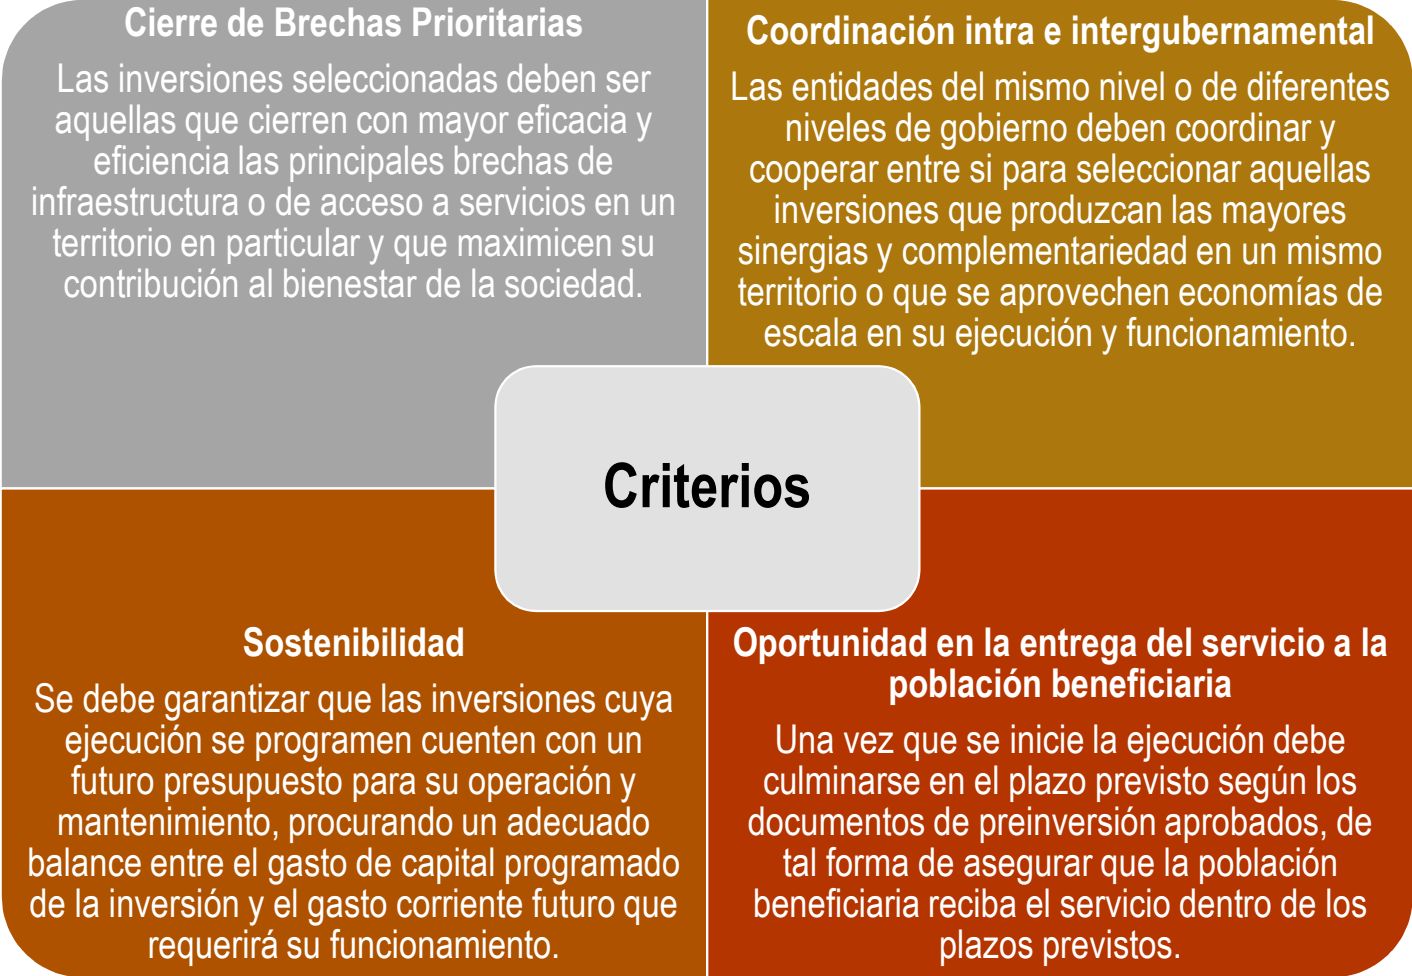 Cierre de Brechas Prioritarias
Las inversiones seleccionadas deben ser
aquellas que cierren con mayor eficacia y
eficiencia las principales brechas de
infraestructura o de acceso a servicios en un
territorio en particular y que maximicen su
contribución al bienestar de la sociedad.
Coordinación intra e intergubernamental
Las entidades del mismo nivel o de diferentes
niveles de gobierno deben coordinar y
cooperar entre si para seleccionar aquellas
inversiones que produzcan las mayores
sinergias y complementariedad en un mismo
territorio o que se aprovechen economías de
escala en su ejecución y funcionamiento.
Criterios
Sostenibilidad
Se debe garantizar que las inversiones cuya
ejecución se programen cuenten con un
futuro presupuesto para su operación y
mantenimiento, procurando un adecuado
balance entre el gasto de capital programado
de la inversión y el gasto corriente futuro que
requerirá su funcionamiento.
Oportunidad en la entrega del servicio a la
población beneficiaria
Una vez que se inicie la ejecución debe
culminarse en el plazo previsto según los
documentos de preinversión aprobados, de
tal forma de asegurar que la población
beneficiaria reciba el servicio dentro de los
plazos previstos.